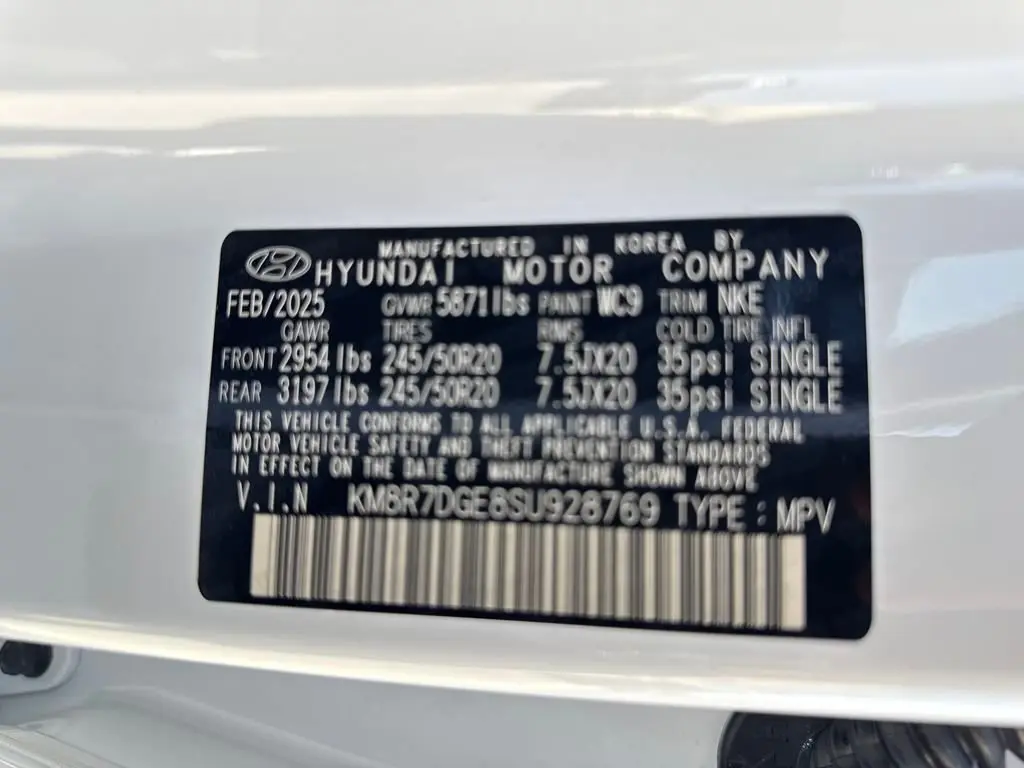 MANUFACTURED IN KOREA BY
HYUNDAI MOTOR COMPANY
FEB/2025 GVWR 5871lbs PAINT WC9 TRIM NKE
GAWR TIRES RIMS COLD TIRE INFL
FRONT 2954 lbs 245/50R20 7.5JX20 35psi SINGLE
REAR 3197 lbs 245/50R20 7.5JX20 35psi SINGLE
THIS VEHICLE CONFORMS TO ALL APPLICABLE U.S.A. FEDERAL
MOTOR VEHICLE SAFETY AND THEFT PREVENTION STANDARDS
IN EFFECT ON THE DATE OF MANUFACTURE SHOWN ABOVE
V.I.N KM8R7DGE8SU928769 TYPE : MPV